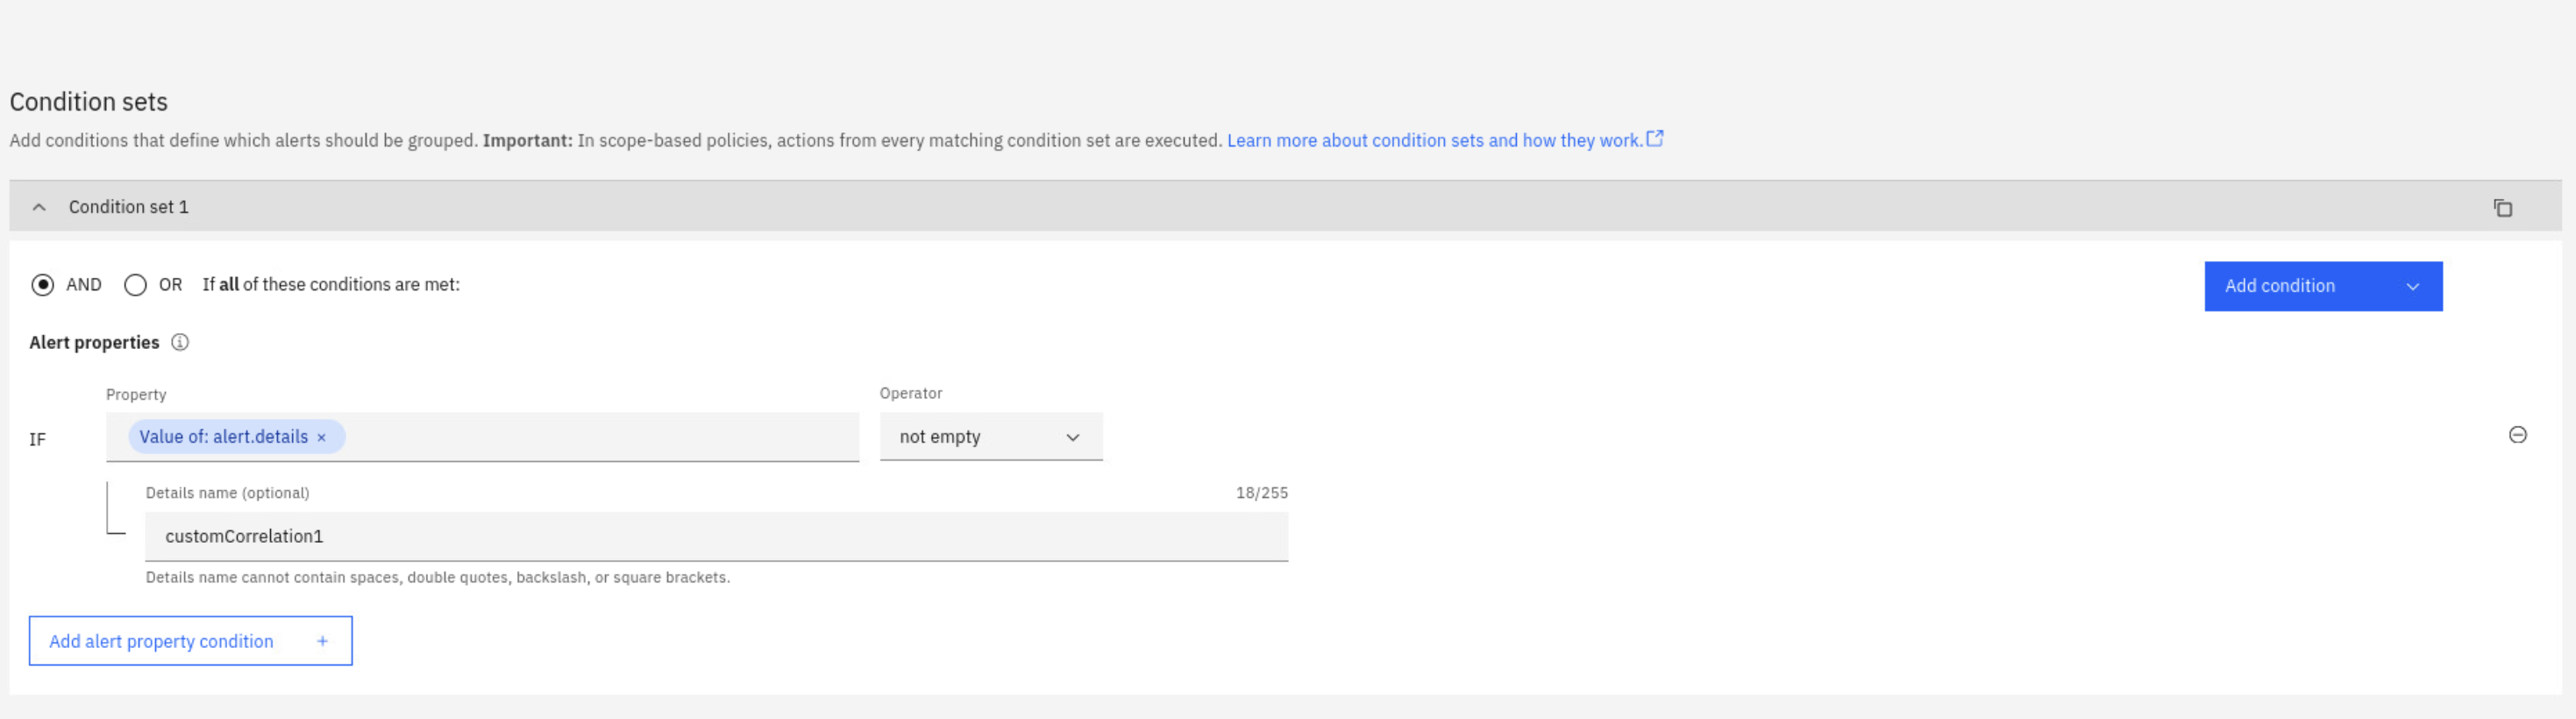 Condition sets
Add conditions that define which alerts should be grouped. Important: In scope-based policies, actions from every matching condition set are executed. Learn more about condition sets and how they work.
Condition set 1
AND OR If all of these conditions are met:
Add condition
Alert properties
Property
Operator
IF
Value of: alert.details ×
not empty
Details name (optional)
18/255
customCorrelation1
Details name cannot contain spaces, double quotes, backslash, or square brackets.
Add alert property condition +